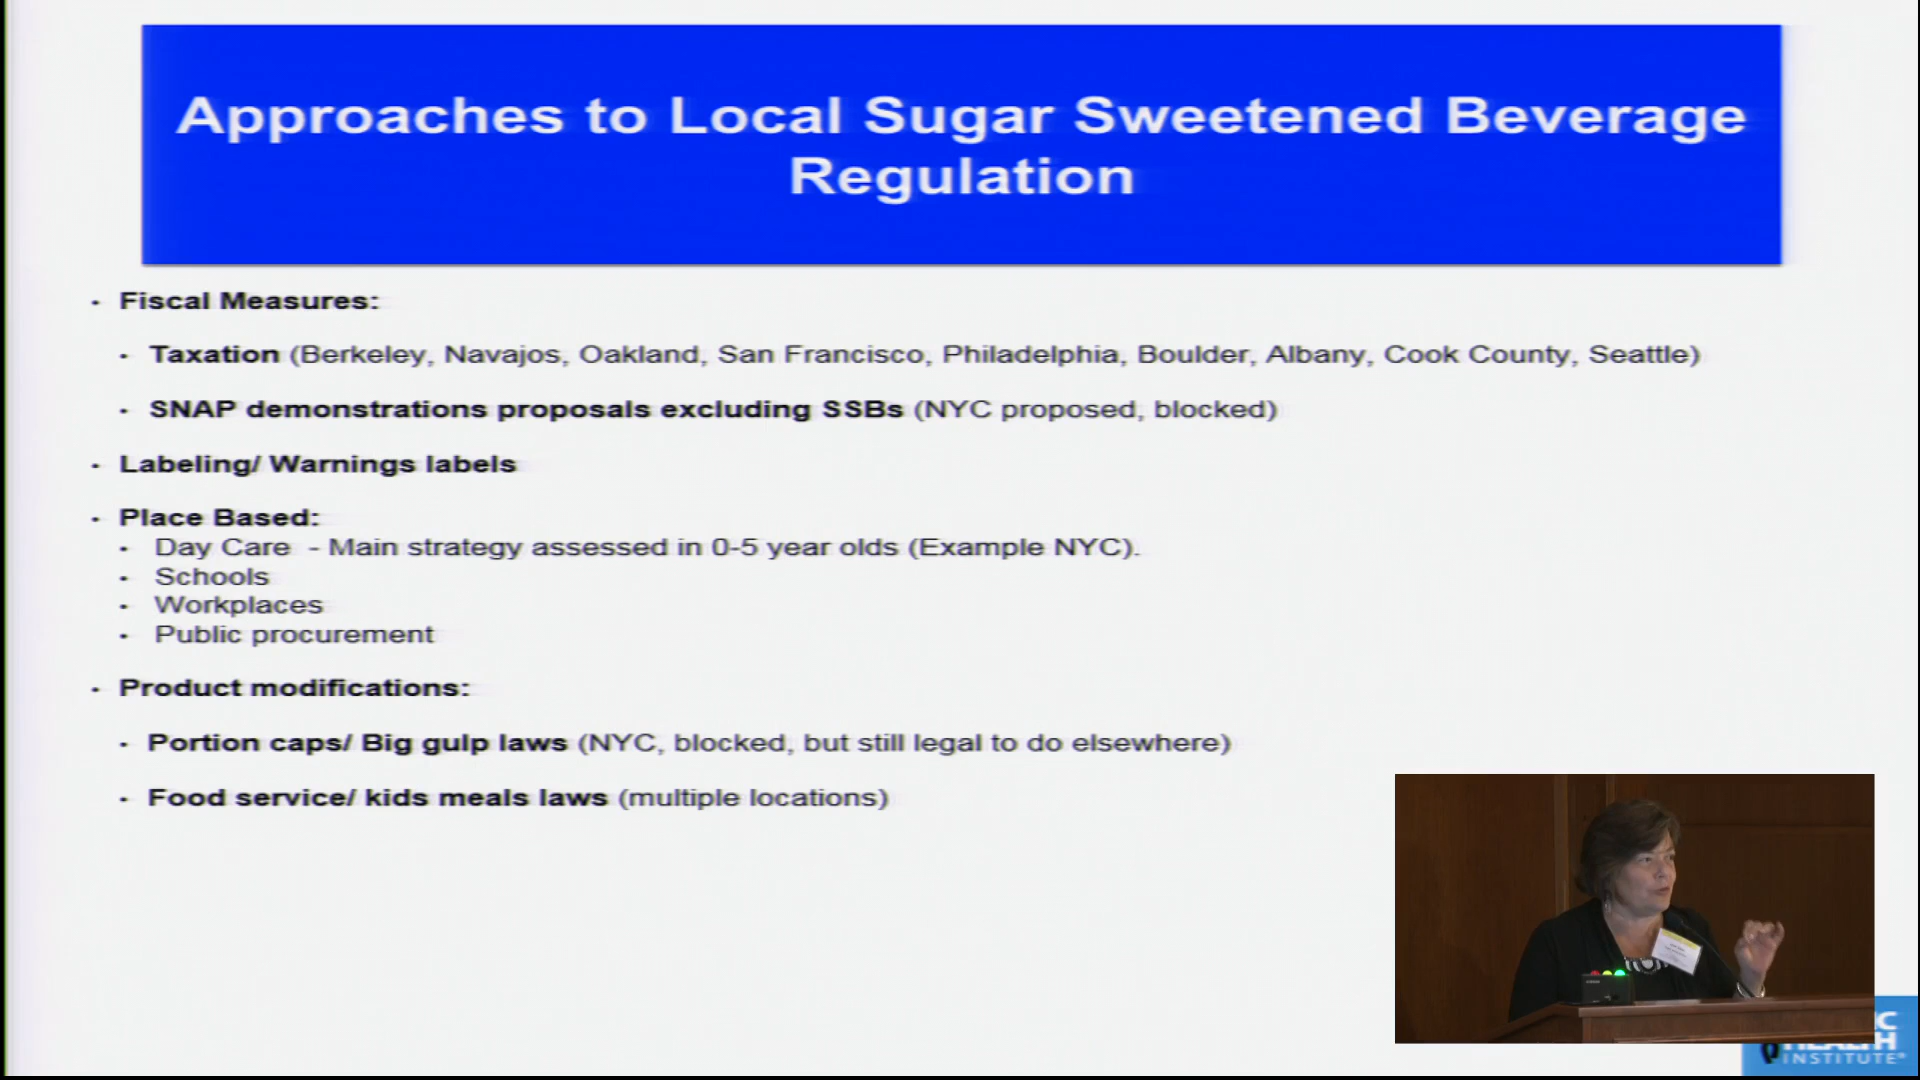 Approaches to Local Sugar Sweetened Beverage
Regulation
· Fiscal Measures:
· Taxation (Berkeley, Navajos, Oakland, San Francisco, Philadelphia, Boulder, Albany, Cook County, Seattle)
· SNAP demonstrations proposals excluding SSBs (NYC proposed, blocked)
· Labeling/ Warnings labels
· Place Based:
· Day Care - Main strategy assessed in 0-5 year olds (Example NYC).
· Schools
· Workplaces
· Public procurement
· Product modifications:
· Portion caps/ Big gulp laws (NYC, blocked, but still legal to do elsewhere)
· Food service/ kids meals laws (multiple locations)
INSTITUTE®